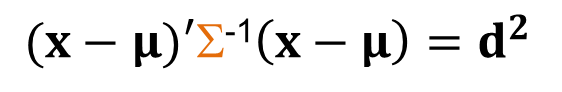 (x − μ)′Σ⁻¹(x − μ) = d²